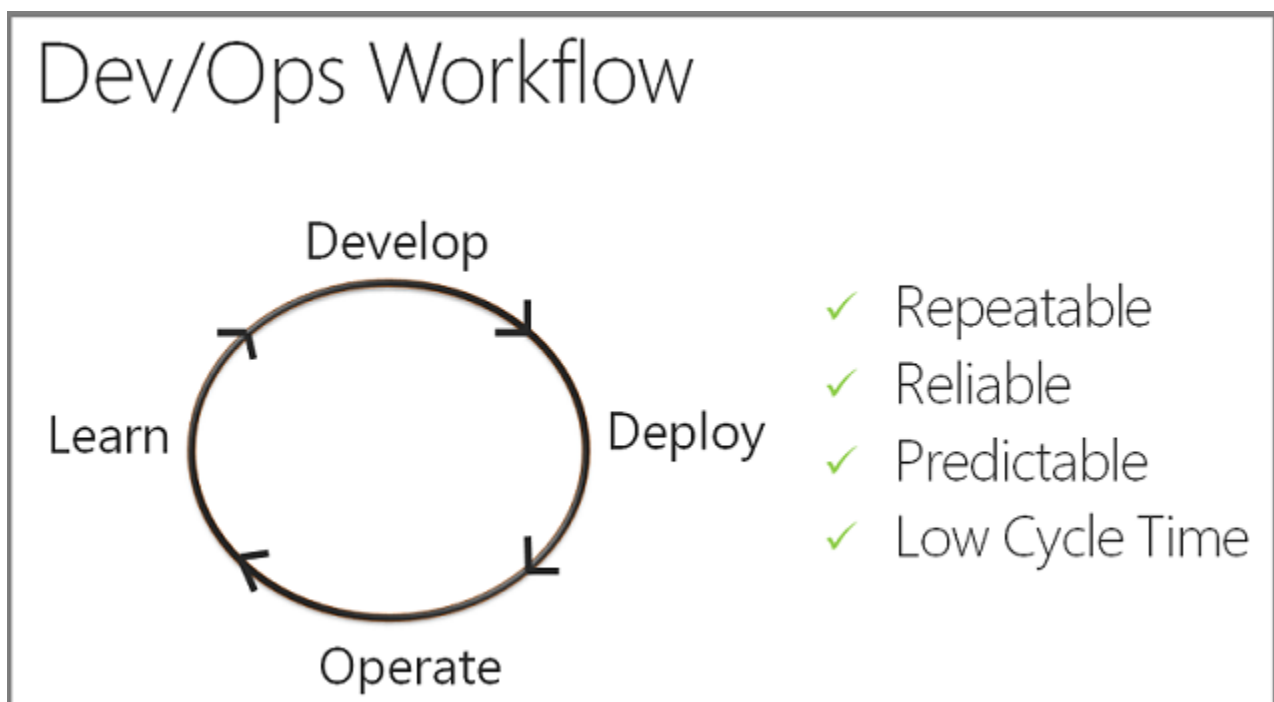 Dev/Ops Workflow
Develop
Learn
Deploy
Operate
Repeatable
Reliable
Predictable
Low Cycle Time